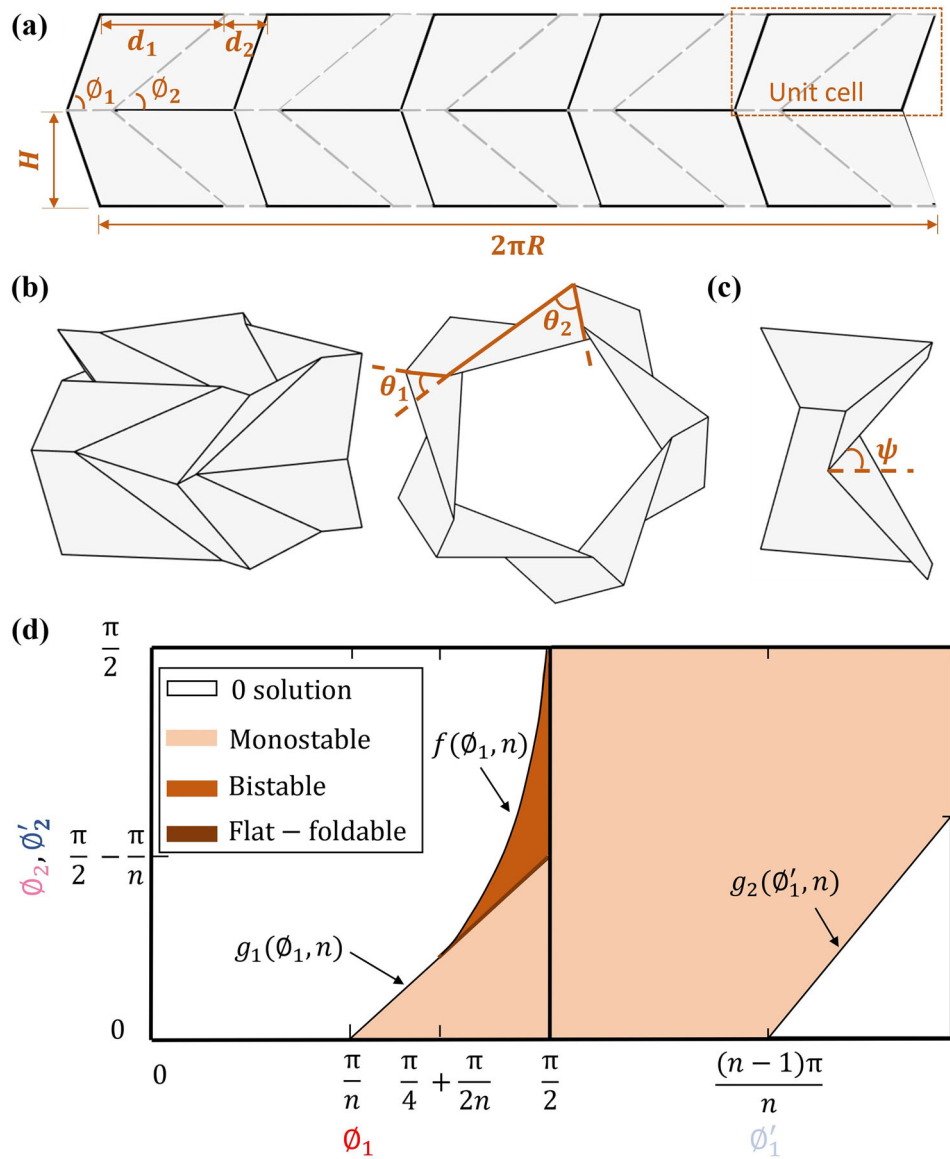 (a)
d₁
d₂
∅₁
∅₂
Unit cell
H
2πR
(b)
(c)
θ₂
θ₁
ψ
(d)
π/2
0 solution
Monostable
Bistable
Flat − foldable
f(∅₁, n)
∅₂, ∅′₂
π/2 − π/n
g₂(∅′₁, n)
g₁(∅₁, n)
0
0
π/n
π/4 + π/2n
π/2
(n − 1)π/n
∅₁
∅′₁